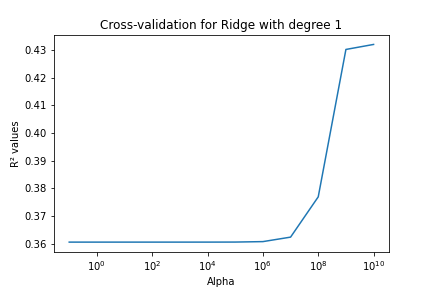 Cross-validation for Ridge with degree 1
0.43
0.42
0.41
0.40
0.39
0.38
0.37
0.36
R² values
10⁰ 10² 10⁴ 10⁶ 10⁸ 10¹⁰
Alpha